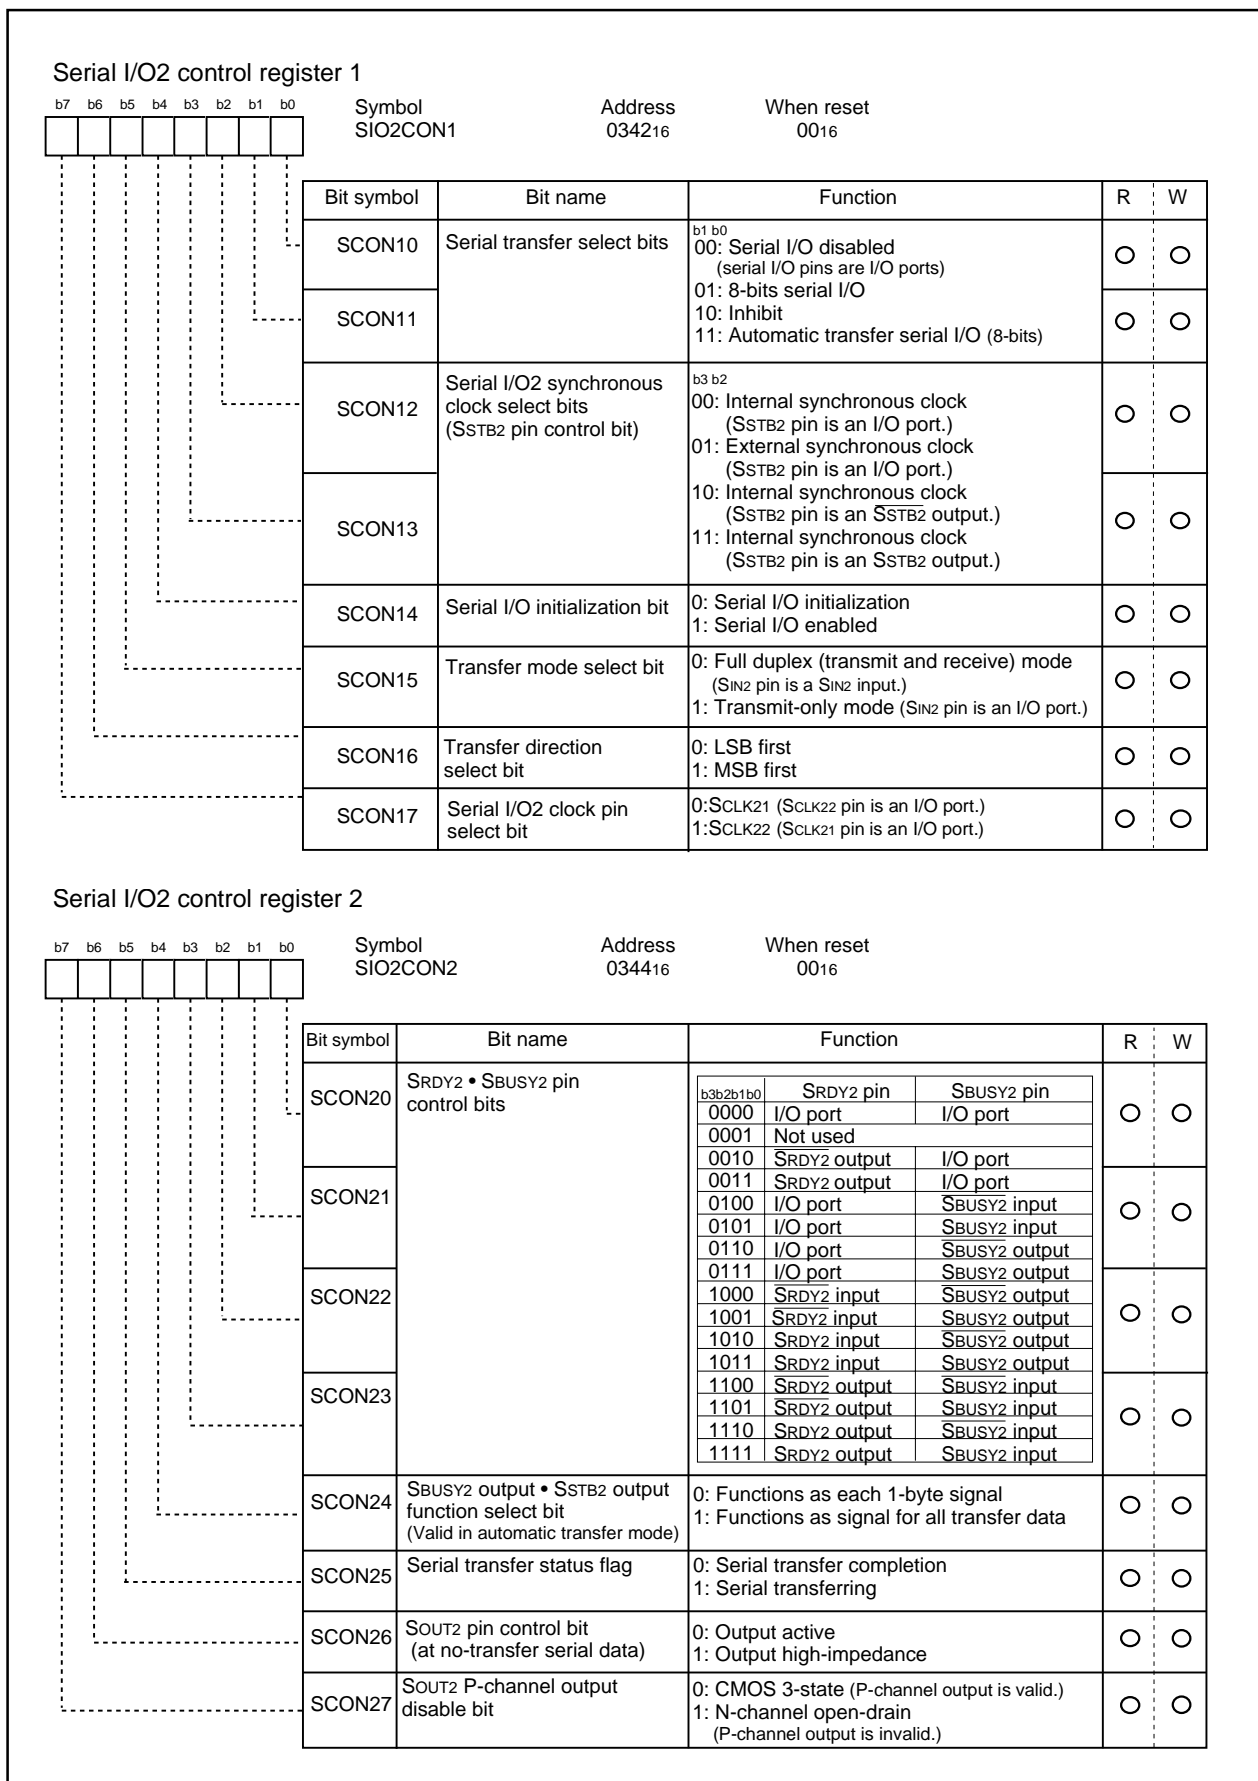 Serial I/O2 control register 1
b7 b6 b5 b4 b3 b2 b1 b0
Symbol Address When reset
SIO2CON1 034216 0016
Bit symbol Bit name Function R W
SCON10 Serial transfer select bits
b1 b0
00: Serial I/O disabled
(serial I/O pins are I/O ports)
01: 8-bits serial I/O
SCON11
10: Inhibit
11: Automatic transfer serial I/O (8-bits)
SCON12 Serial I/O2 synchronous
clock select bits
(SSTB2 pin control bit)
b3 b2
00: Internal synchronous clock
(SSTB2 pin is an I/O port.)
01: External synchronous clock
(SSTB2 pin is an I/O port.)
SCON13
10: Internal synchronous clock
(SSTB2 pin is an S̅S̅T̅B̅2̅ output.)
11: Internal synchronous clock
(SSTB2 pin is an SSTB2 output.)
SCON14 Serial I/O initialization bit
0: Serial I/O initialization
1: Serial I/O enabled
SCON15 Transfer mode select bit
0: Full duplex (transmit and receive) mode
(SIN2 pin is a SIN2 input.)
1: Transmit-only mode (SIN2 pin is an I/O port.)
SCON16 Transfer direction
select bit
0: LSB first
1: MSB first
SCON17 Serial I/O2 clock pin
select bit
0:SCLK21 (SCLK22 pin is an I/O port.)
1:SCLK22 (SCLK21 pin is an I/O port.)
Serial I/O2 control register 2
b7 b6 b5 b4 b3 b2 b1 b0
Symbol Address When reset
SIO2CON2 034416 0016
Bit symbol Bit name Function R W
SCON20 SRDY2 • SBUSY2 pin
control bits
SCON21
SCON22
SCON23
b3b2b1b0 SRDY2 pin SBUSY2 pin
0000 I/O port I/O port
0001 Not used
0010 S̅R̅D̅Y̅2̅ output I/O port
0011 SRDY2 output I/O port
0100 I/O port S̅B̅U̅S̅Y̅2̅ input
0101 I/O port SBUSY2 input
0110 I/O port S̅B̅U̅S̅Y̅2̅ output
0111 I/O port SBUSY2 output
1000 S̅R̅D̅Y̅2̅ input S̅B̅U̅S̅Y̅2̅ output
1001 S̅R̅D̅Y̅2̅ input SBUSY2 output
1010 SRDY2 input S̅B̅U̅S̅Y̅2̅ output
1011 SRDY2 input SBUSY2 output
1100 S̅R̅D̅Y̅2̅ output S̅B̅U̅S̅Y̅2̅ input
1101 S̅R̅D̅Y̅2̅ output SBUSY2 input
1110 SRDY2 output S̅B̅U̅S̅Y̅2̅ input
1111 SRDY2 output SBUSY2 input
SCON24 SBUSY2 output • SSTB2 output
function select bit
(Valid in automatic transfer mode)
0: Functions as each 1-byte signal
1: Functions as signal for all transfer data
SCON25 Serial transfer status flag
0: Serial transfer completion
1: Serial transferring
SCON26 SOUT2 pin control bit
(at no-transfer serial data)
0: Output active
1: Output high-impedance
SCON27 SOUT2 P-channel output
disable bit
0: CMOS 3-state (P-channel output is valid.)
1: N-channel open-drain
(P-channel output is invalid.)